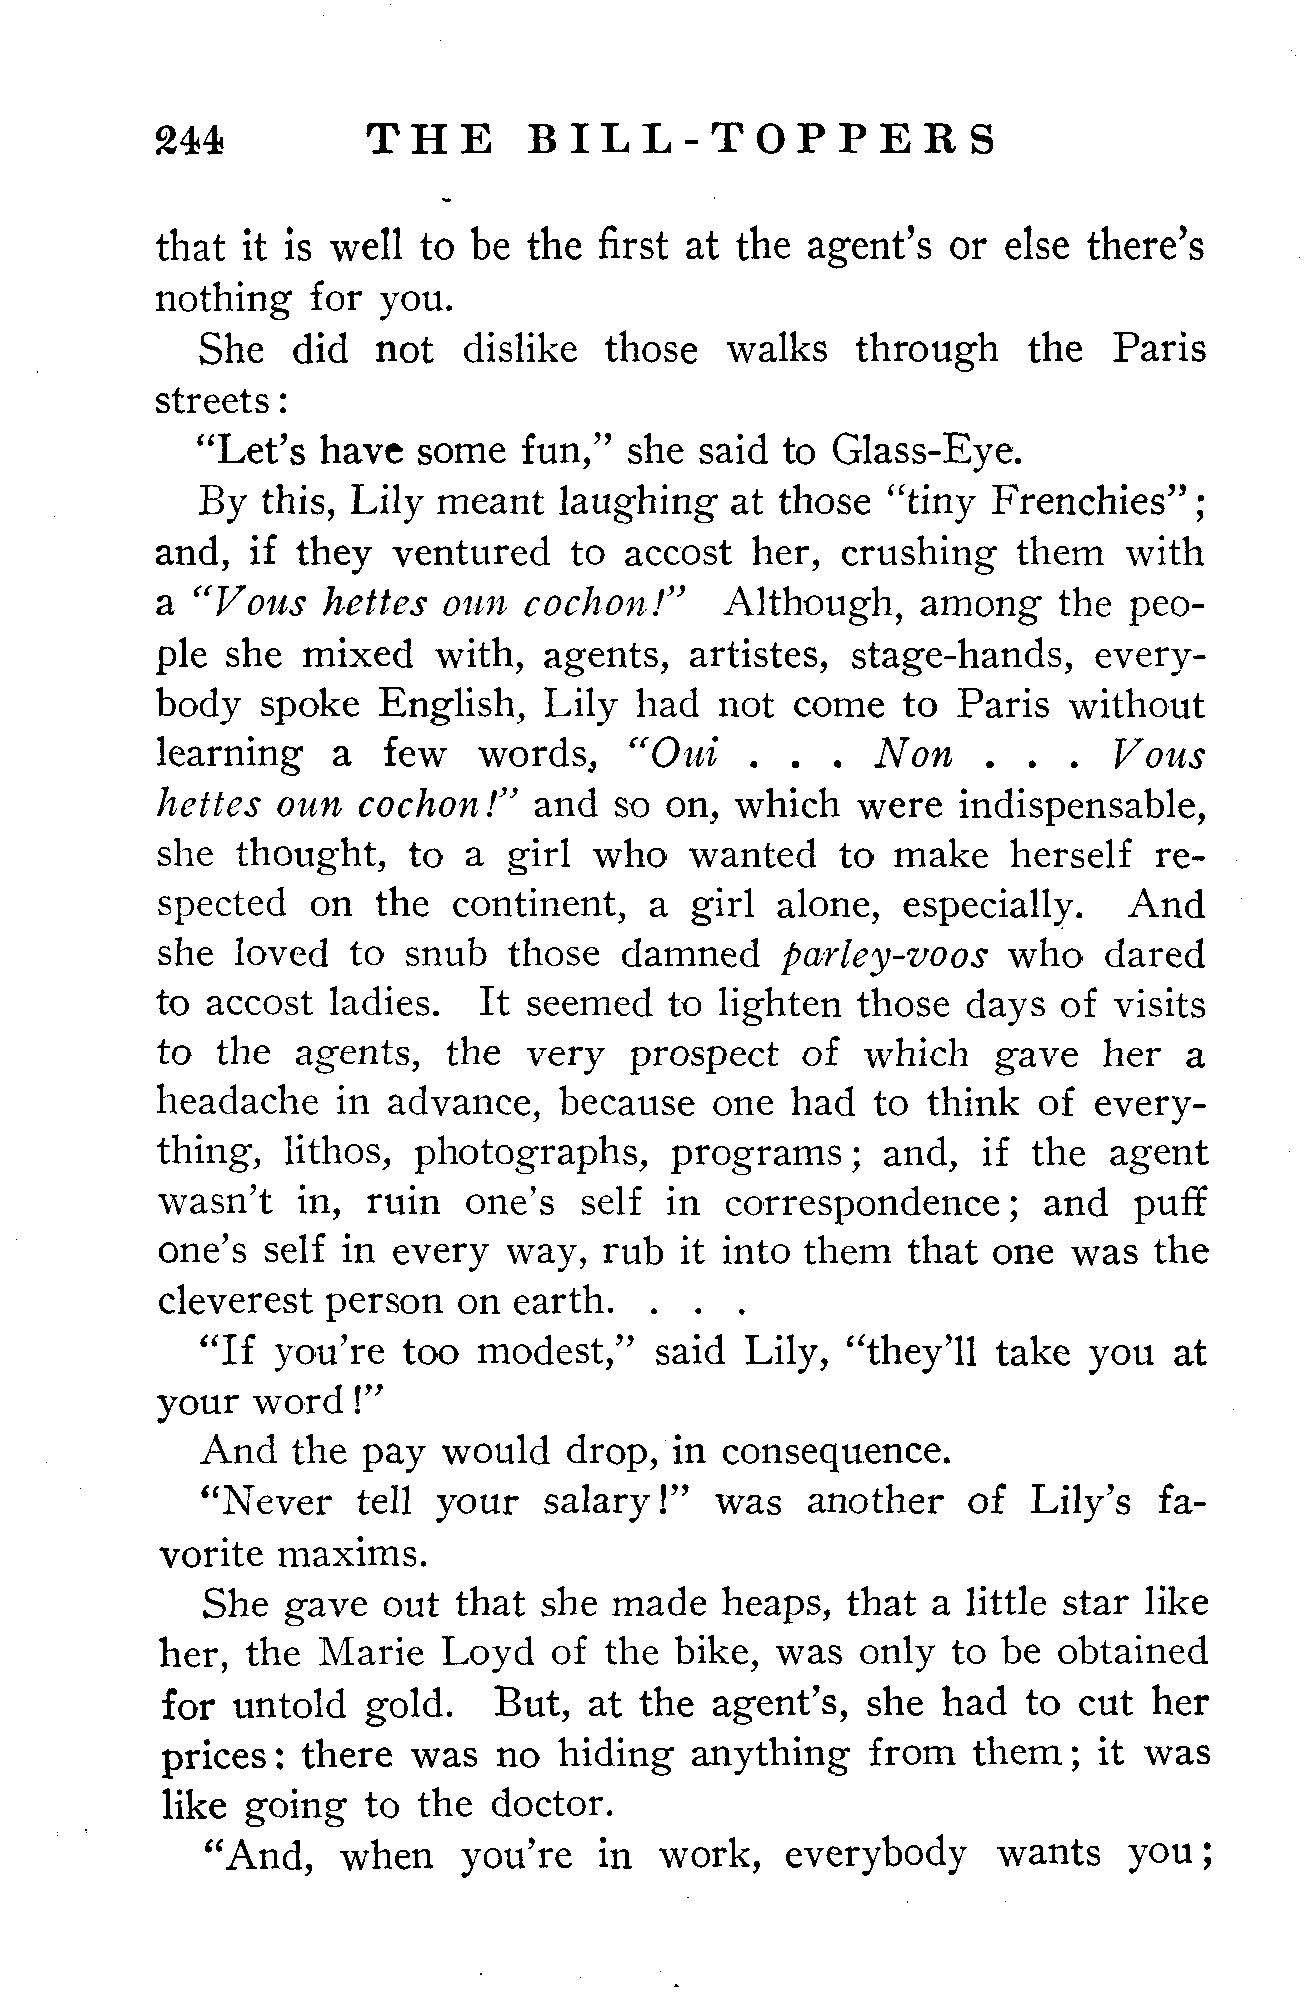 244 THE BILL-TOPPERS
that it is well to be the first at the agent's or else there's
nothing for you.
She did not dislike those walks through the Paris
streets:
"Let's have some fun," she said to Glass-Eye.
By this, Lily meant laughing at those "tiny Frenchies";
and, if they ventured to accost her, crushing them with
a "Vous hettes oun cochon!" Although, among the peo-
ple she mixed with, agents, artistes, stage-hands, every-
body spoke English, Lily had not come to Paris without
learning a few words, "Oui . . . Non . . . Vous
hettes oun cochon!" and so on, which were indispensable,
she thought, to a girl who wanted to make herself re-
spected on the continent, a girl alone, especially. And
she loved to snub those damned parley-voos who dared
to accost ladies. It seemed to lighten those days of visits
to the agents, the very prospect of which gave her a
headache in advance, because one had to think of every-
thing, lithos, photographs, programs; and, if the agent
wasn't in, ruin one's self in correspondence; and puff
one's self in every way, rub it into them that one was the
cleverest person on earth. . . .
"If you're too modest," said Lily, "they'll take you at
your word!"
And the pay would drop, in consequence.
"Never tell your salary!" was another of Lily's fa-
vorite maxims.
She gave out that she made heaps, that a little star like
her, the Marie Loyd of the bike, was only to be obtained
for untold gold. But, at the agent's, she had to cut her
prices: there was no hiding anything from them; it was
like going to the doctor.
"And, when you're in work, everybody wants you;